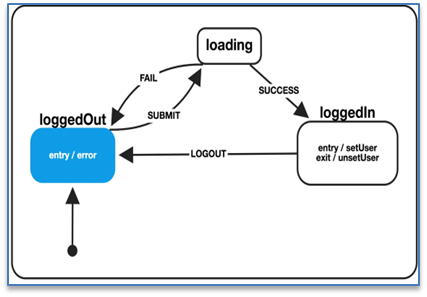 loading
FAIL
SUBMIT
SUCCESS
loggedOut
loggedIn
entry / error
LOGOUT
entry / setUser
exit / unsetUser